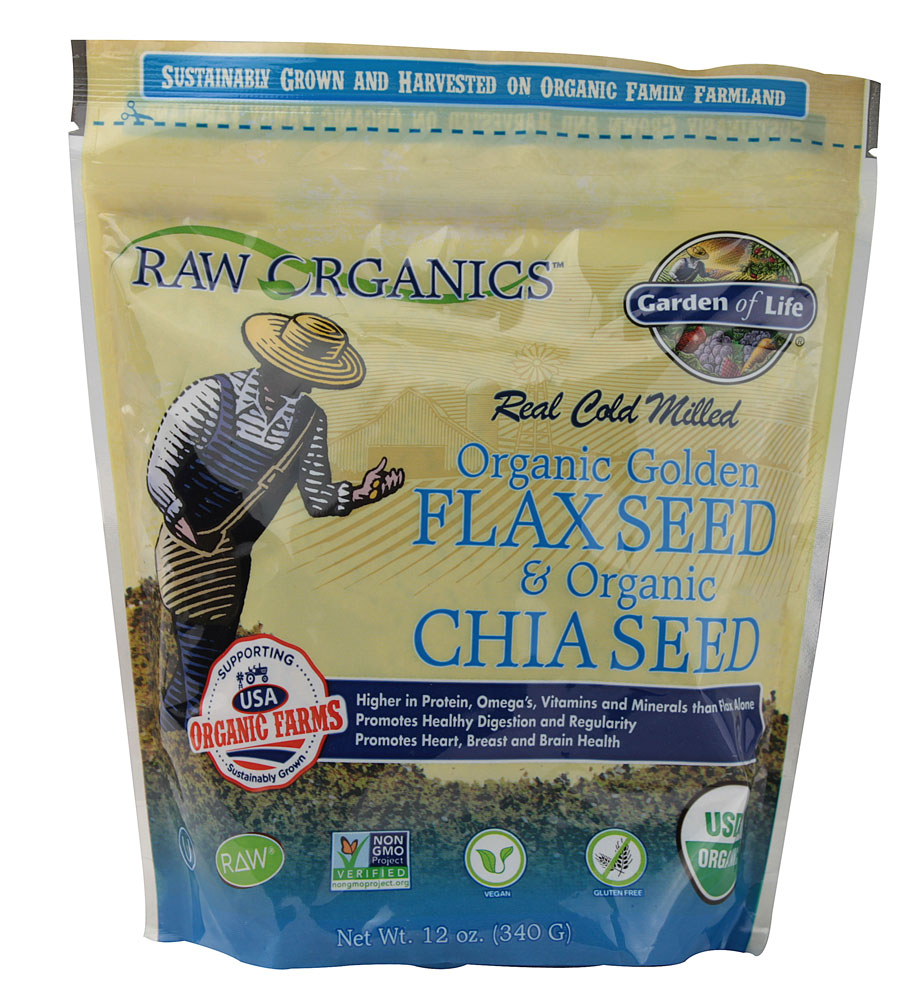 SUSTAINABLY GROWN AND HARVESTED ON ORGANIC FAMILY FARMLAND
RAW ORGANICS™
Garden of Life®
Real Cold Milled
Organic Golden
FLAX SEED
& Organic
CHIA SEED
SUPPORTING
USA
ORGANIC FARMS
Sustainably Grown
Higher in Protein, Omega's, Vitamins and Minerals than Flax Alone
Promotes Healthy Digestion and Regularity
Promotes Heart, Breast and Brain Health
RAW
NON
GMO
Project
VERIFIED
nongmoproject.org
VEGAN
GLUTEN FREE
USDA
ORGANIC
Net Wt. 12 oz. (340 G)